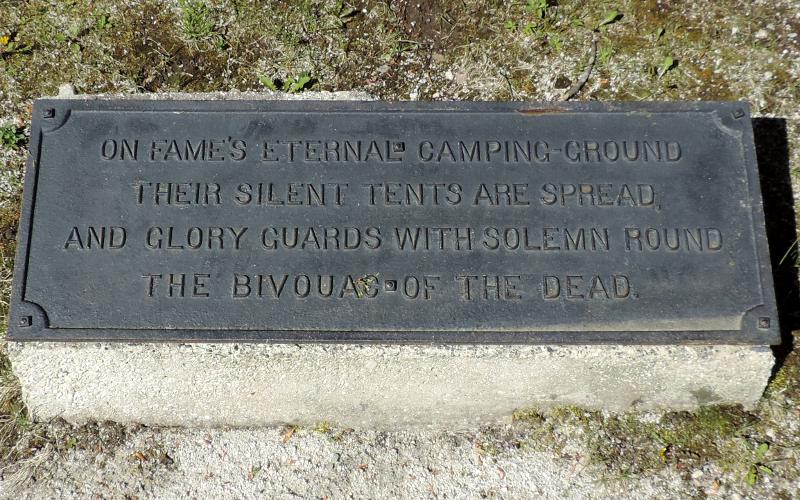 ON FAME'S ETERNAL CAMPING-GROUND
THEIR SILENT TENTS ARE SPREAD,
AND GLORY GUARDS WITH SOLEMN ROUND
THE BIVOUAC OF THE DEAD.